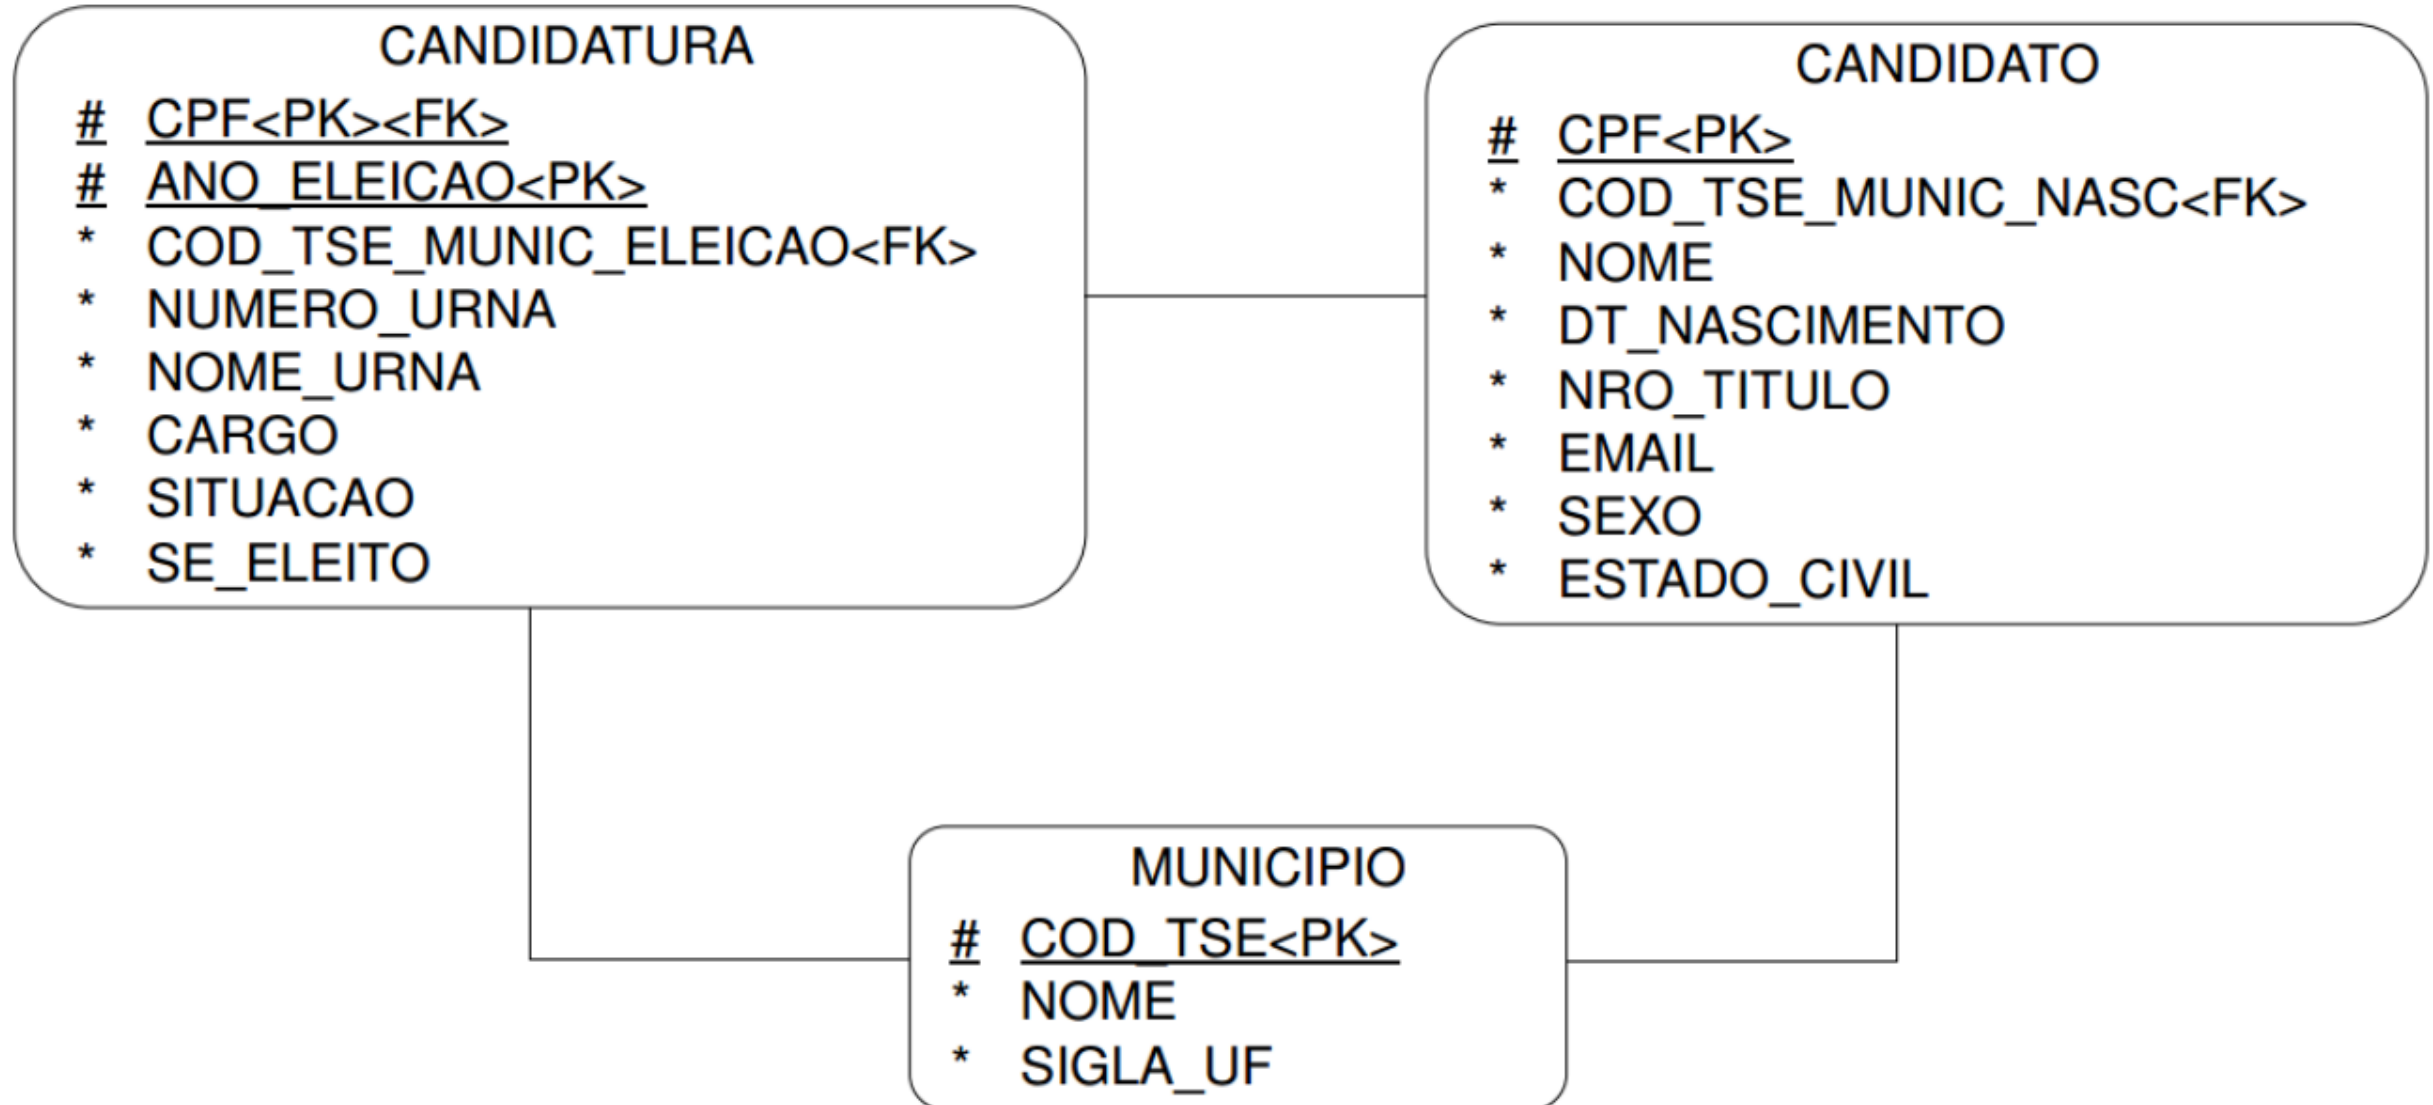 CANDIDATURA
# CPF<PK><FK>
# ANO_ELEICAO<PK>
* COD_TSE_MUNIC_ELEICAO<FK>
* NUMERO_URNA
* NOME_URNA
* CARGO
* SITUACAO
* SE_ELEITO
CANDIDATO
# CPF<PK>
* COD_TSE_MUNIC_NASC<FK>
* NOME
* DT_NASCIMENTO
* NRO_TITULO
* EMAIL
* SEXO
* ESTADO_CIVIL
MUNICIPIO
# COD_TSE<PK>
* NOME
* SIGLA_UF